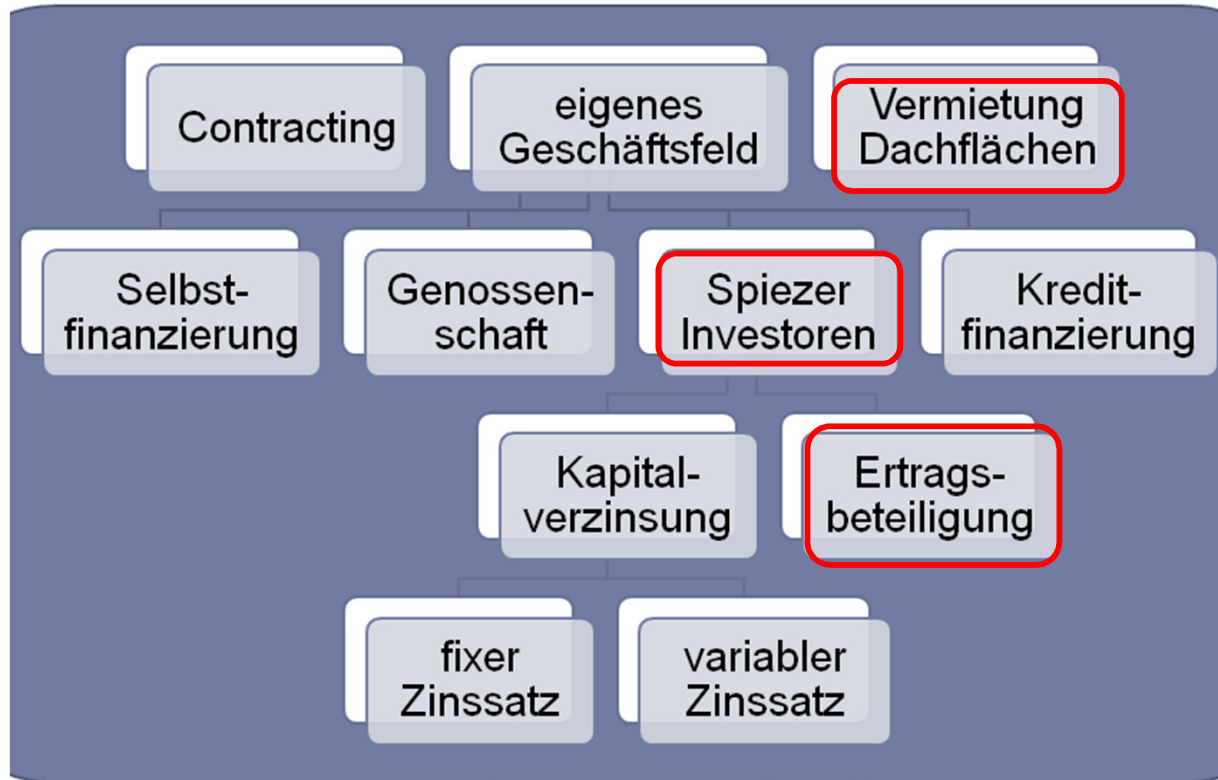 Contracting
eigenes
Geschäftsfeld
Vermietung
Dachflächen
Selbst-
finanzierung
Genossen-
schaft
Spiezer
Investoren
Kredit-
finanzierung
Kapital-
verzinsung
Ertrags-
beteiligung
fixer
Zinssatz
variabler
Zinssatz